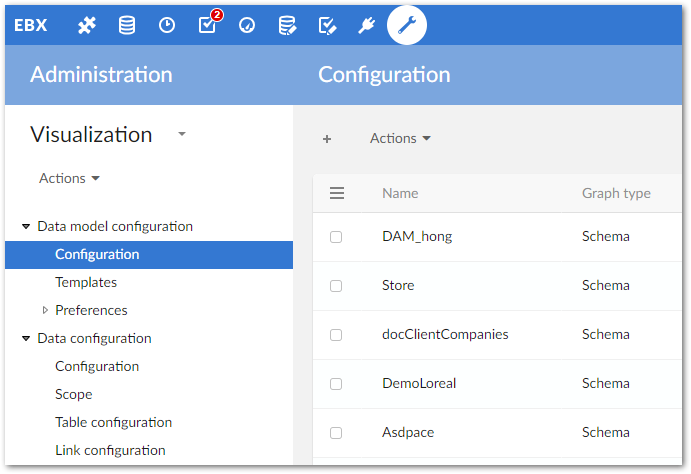 EBX 2
Administration
Configuration
Visualization
Actions
Data model configuration
Configuration
Templates
Preferences
Data configuration
Configuration
Scope
Table configuration
Link configuration
+ Actions
Name Graph type
DAM_hong Schema
Store Schema
docClientCompanies Schema
DemoLoreal Schema
Asdpace Schema